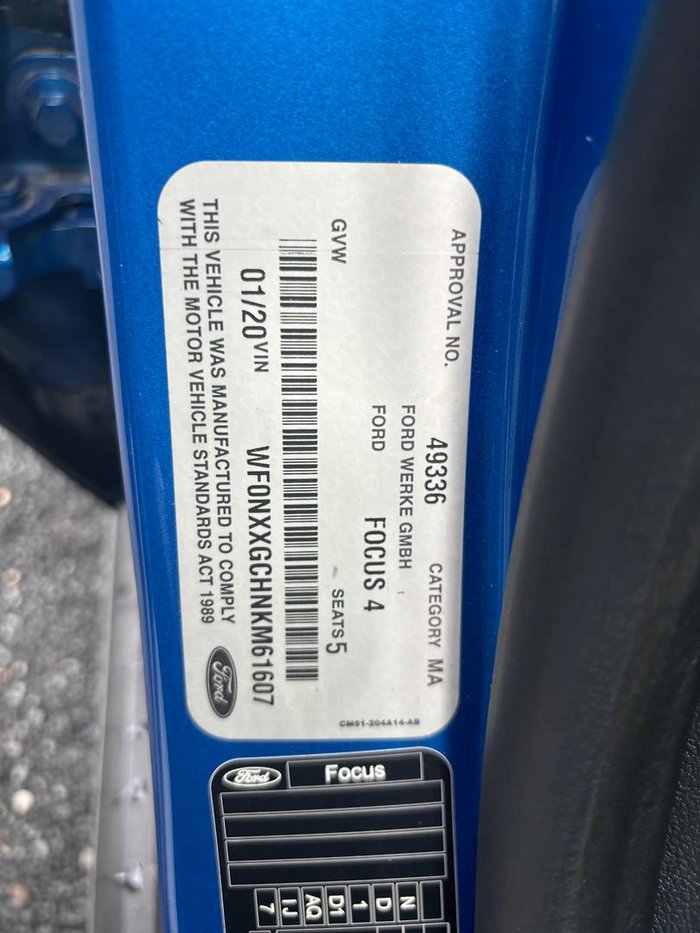 APPROVAL NO. 49336 CATEGORY MA
FORD WERKE GMBH
FORD FOCUS 4
GVW SEATS 5
01/20 VIN WF0NXXGCHNKM61607
THIS VEHICLE WAS MANUFACTURED TO COMPLY
WITH THE MOTOR VEHICLE STANDARDS ACT 1989
Ford
CM51-204A14-AB
Ford
Focus
N
D
1
D1
AQ
IJ
7